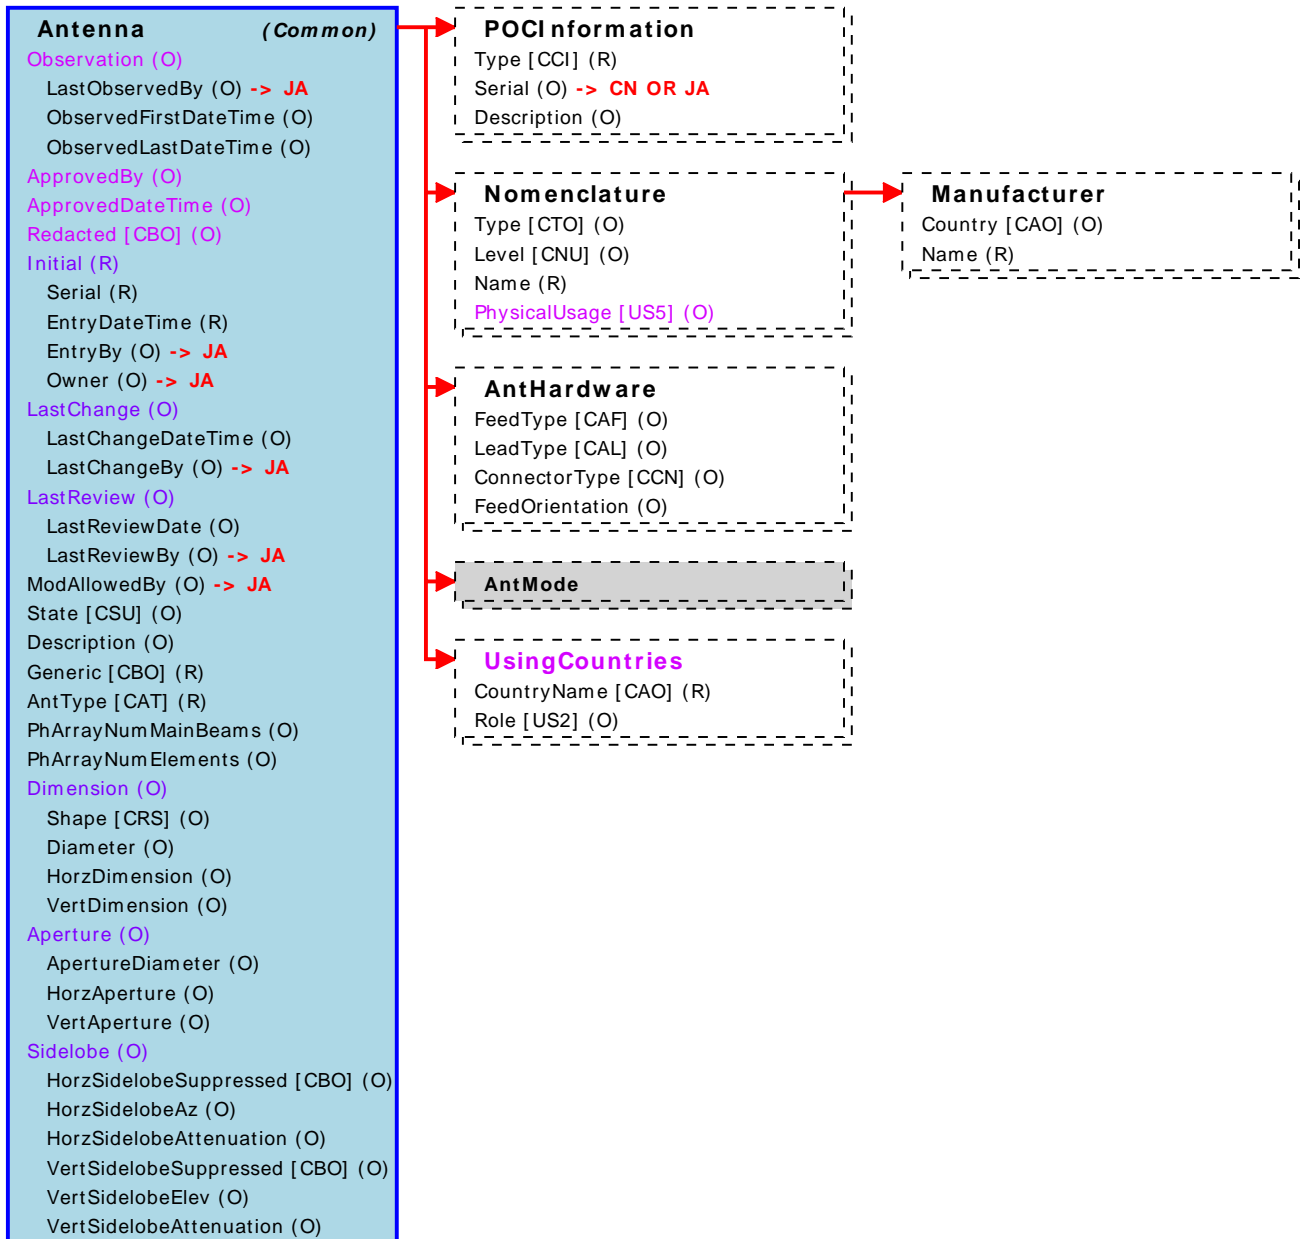 Antenna (Common)
Observation (O)
LastObservedBy (O) -> JA
ObservedFirstDateTime (O)
ObservedLastDateTime (O)
ApprovedBy (O)
ApprovedDateTime (O)
Redacted [CBO] (O)
Initial (R)
Serial (R)
EntryDateTime (R)
EntryBy (O) -> JA
Owner (O) -> JA
LastChange (O)
LastChangeDateTime (O)
LastChangeBy (O) -> JA
LastReview (O)
LastReviewDate (O)
LastReviewBy (O) -> JA
ModAllowedBy (O) -> JA
State [CSU] (O)
Description (O)
Generic [CBO] (R)
AntType [CAT] (R)
PhArrayNumMainBeams (O)
PhArrayNumElements (O)
Dimension (O)
Shape [CRS] (O)
Diameter (O)
HorzDimension (O)
VertDimension (O)
Aperture (O)
ApertureDiameter (O)
HorzAperture (O)
VertAperture (O)
Sidelobe (O)
HorzSidelobeSuppressed [CBO] (O)
HorzSidelobeAz (O)
HorzSidelobeAttenuation (O)
VertSidelobeSuppressed [CBO] (O)
VertSidelobeElev (O)
VertSidelobeAttenuation (O)
POCInformation
Type [CCI] (R)
Serial (O) -> CN OR JA
Description (O)
Nomenclature
Type [CTO] (O)
Level [CNU] (O)
Name (R)
PhysicalUsage [US5] (O)
Manufacturer
Country [CAO] (O)
Name (R)
AntHardware
FeedType [CAF] (O)
LeadType [CAL] (O)
ConnectorType [CCN] (O)
FeedOrientation (O)
AntMode
UsingCountries
CountryName [CAO] (R)
Role [US2] (O)